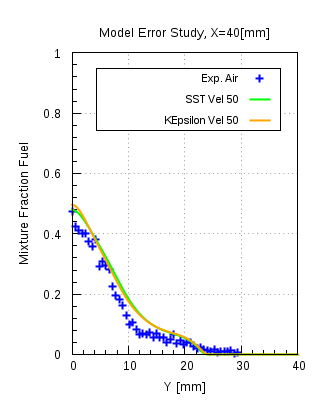 Model Error Study, X=40[mm]
1
Exp. Air
SST Vel 50
KEpsilon Vel 50
0.8
0.6
0.4
0.2
0
Mixture Fraction Fuel
0 10 20 30 40
Y [mm]